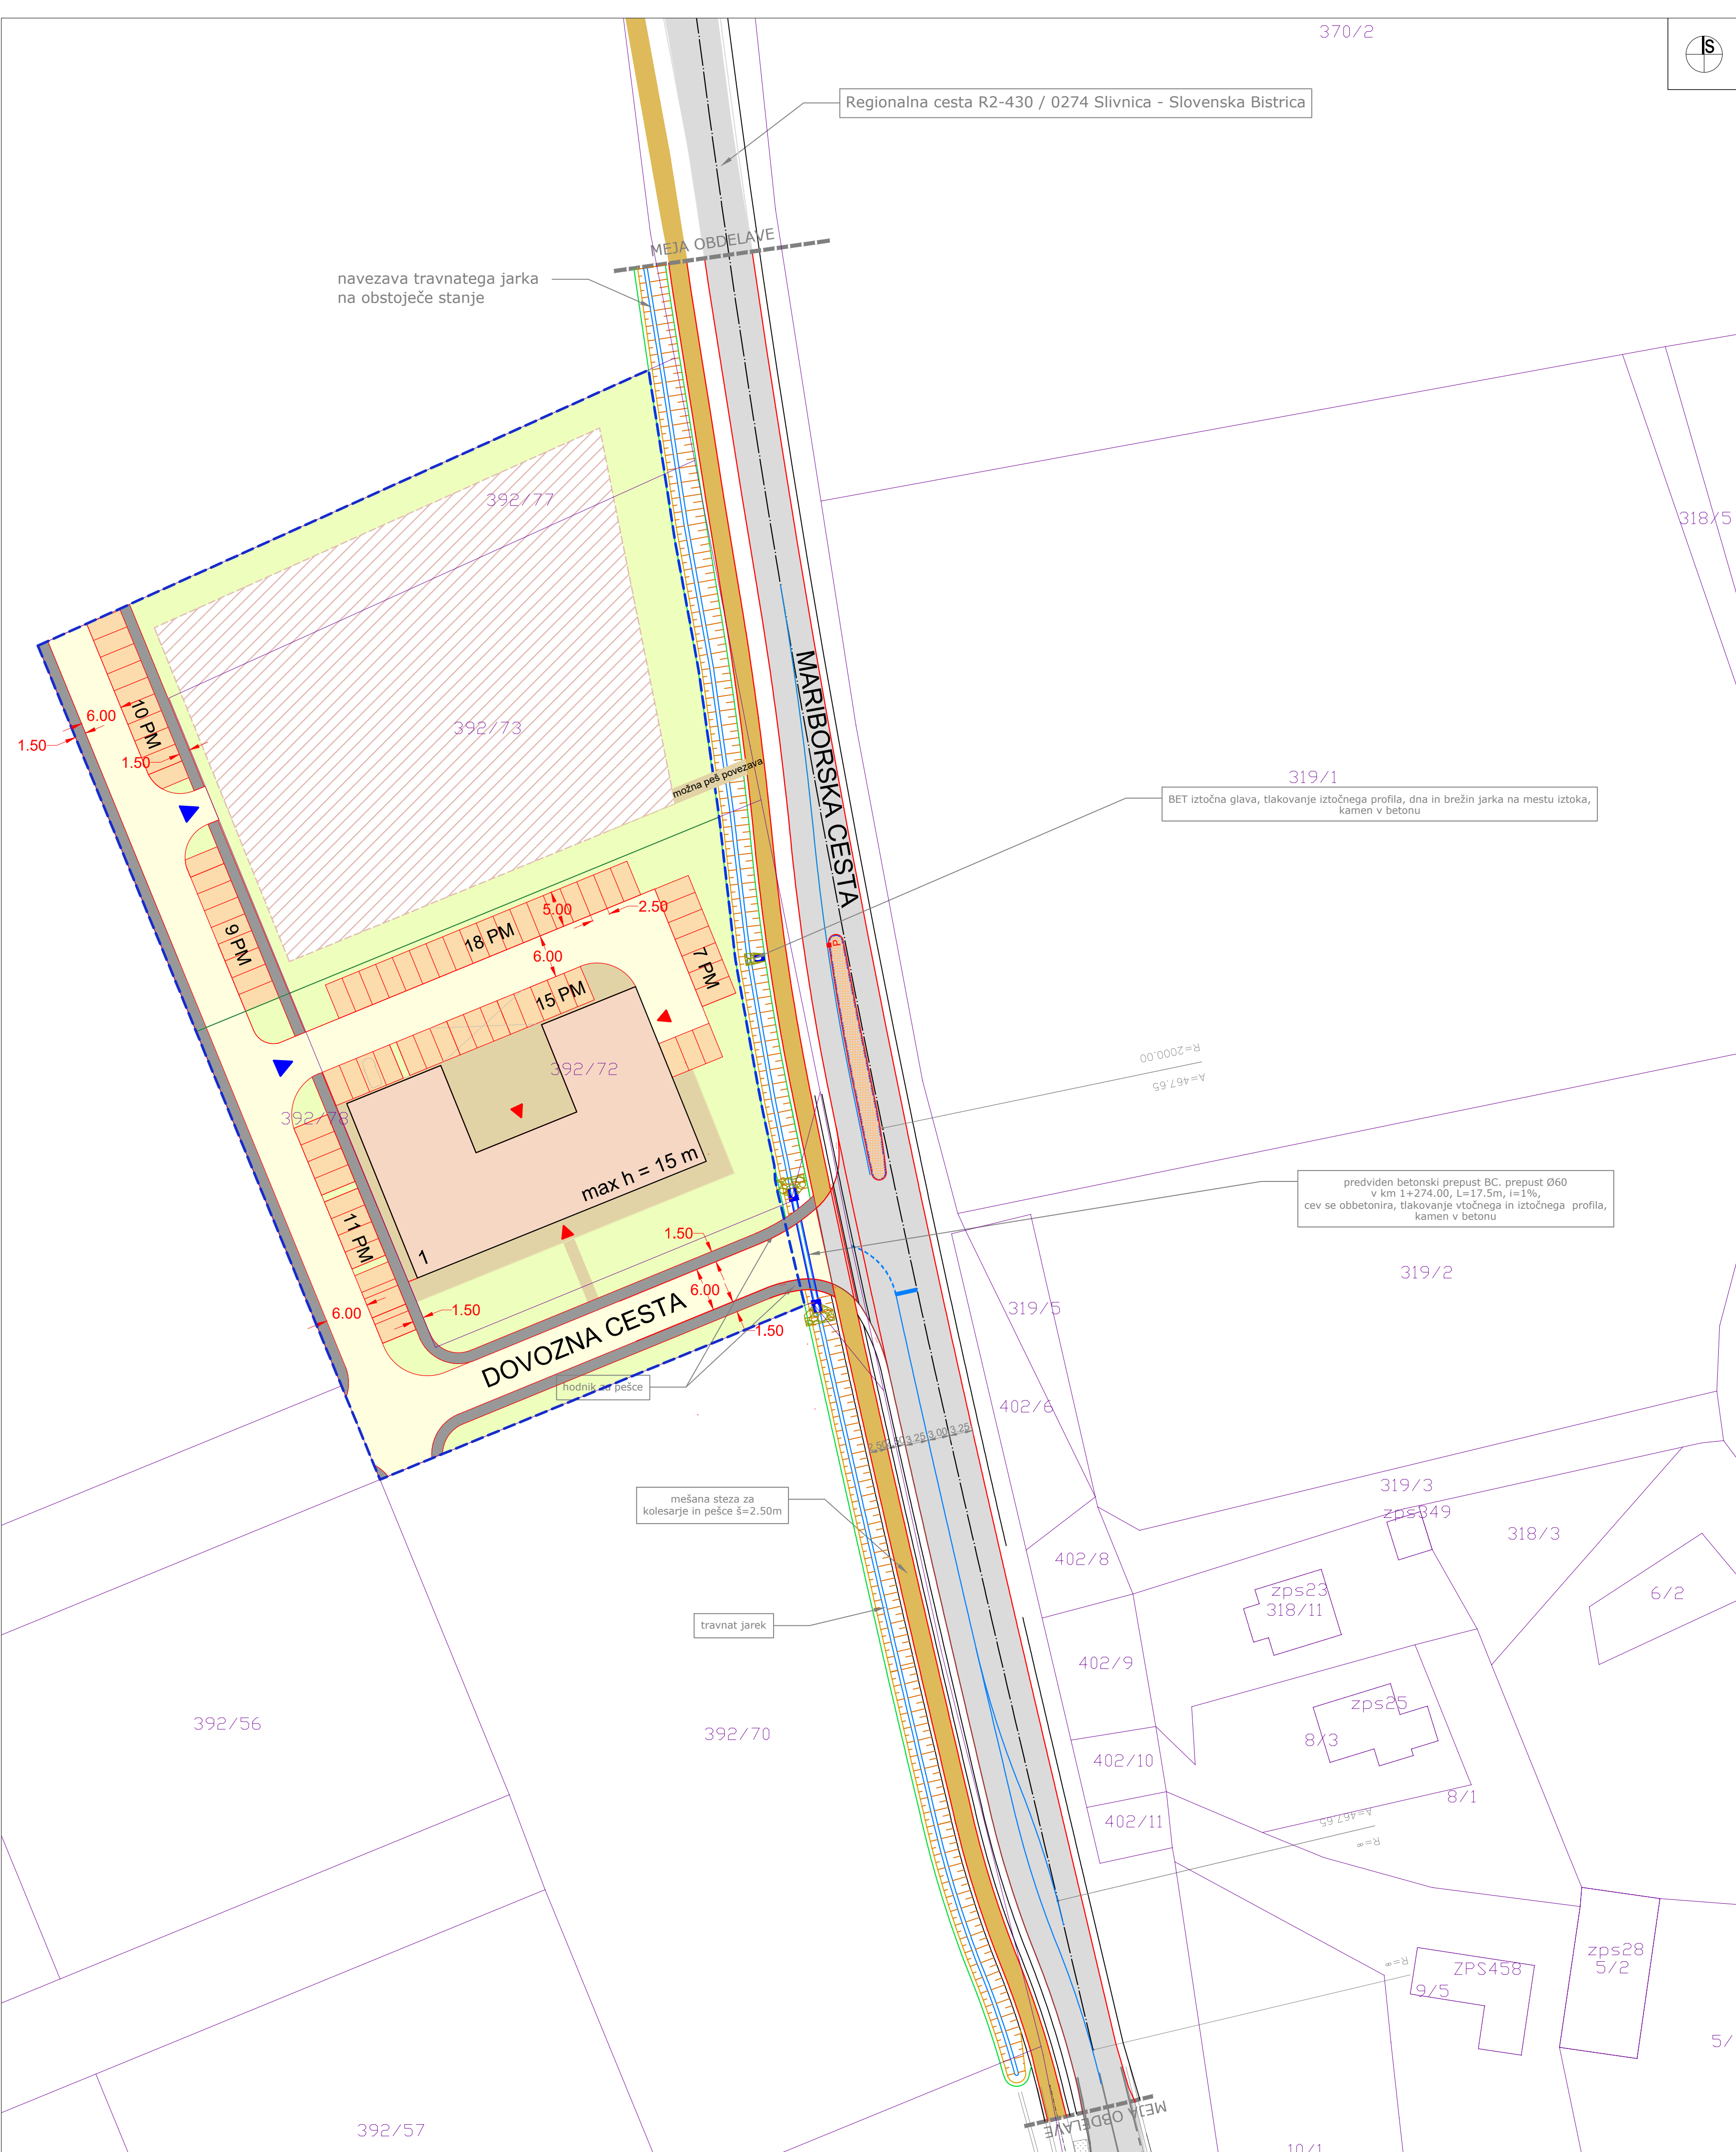 370/2
S
Regionalna cesta R2-430 / 0274 Slivnica - Slovenska Bistrica
MEJA OBDELAVE
navezava travnatega jarka
na obstoječe stanje
392/77
318/5
392/73
10 PM
6.00
1.50
1.50
MARIBORSKA CESTA
možna peš povezava
319/1
BET iztočna glava, tlakovanje iztočnega profila, dna in brežin jarka na mestu iztoka,
kamen v betonu
9 PM
18 PM
5.00
2.50
6.00
7 PM
15 PM
P
392/72
392/78
R=2000.00
A=467.65
max h = 15 m
1
11 PM
predviden betonski prepust BC. prepust Ø60
v km 1+274.00, L=17.5m, i=1%,
cev se obbetonira, tlakovanje vtočnega in iztočnega profila,
kamen v betonu
1.50
6.00
1.50
6.00
1.50
DOVOZNA CESTA
hodnik za pešce
319/2
319/5
402/6
3.25 3.00 3.25
319/3
zps349
318/3
mešana steza za
kolesarje in pešce š=2.50m
402/8
zps23
318/11
6/2
travnat jarek
402/9
zps25
8/3
392/56
392/70
402/10
8/1
402/11
A=467.65
R=∞
R=∞
zps28
5/2
ZPS458
9/5
5/
MEJA OBDELAVE
392/57
10/1